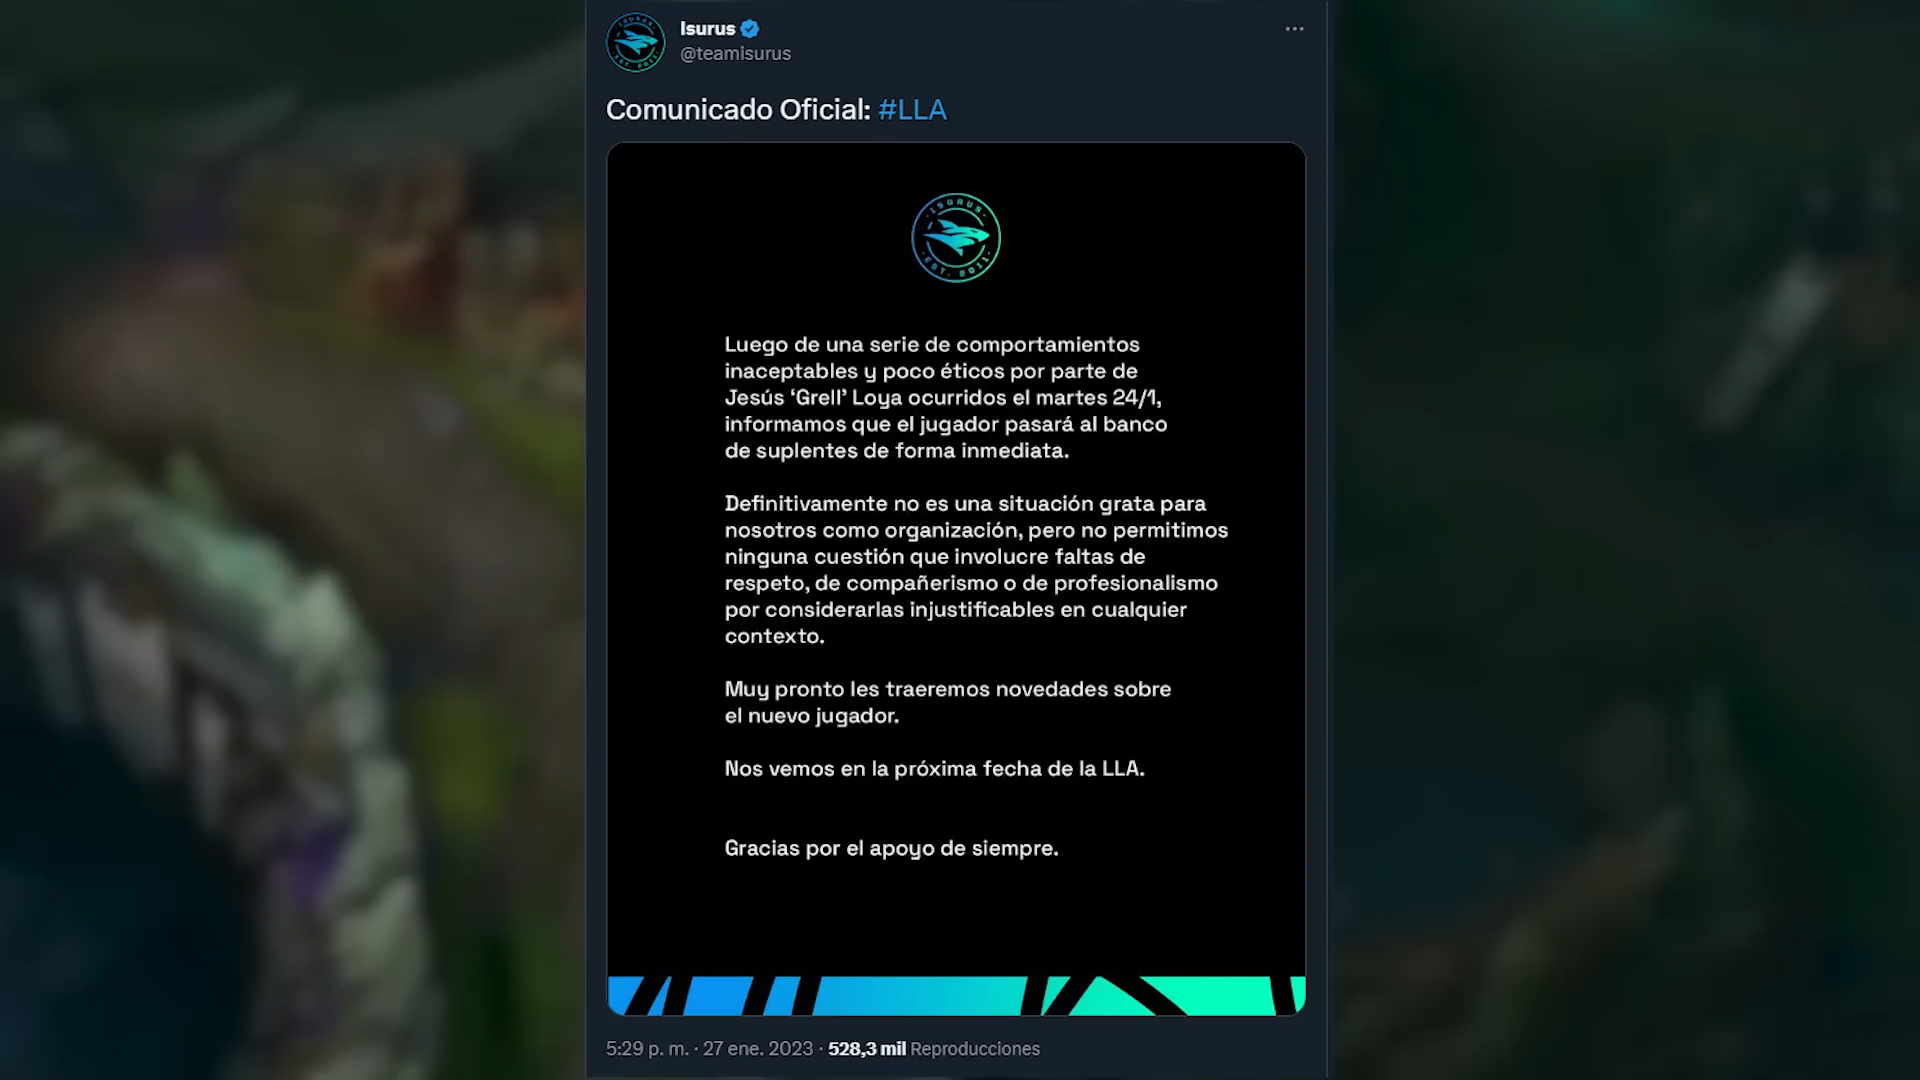 Isurus
@teamisurus
Comunicado Oficial: #LLA
ISURUS
EST. 2011
Luego de una serie de comportamientos
inaceptables y poco éticos por parte de
Jesús ‘Grell’ Loya ocurridos el martes 24/1,
informamos que el jugador pasará al banco
de suplentes de forma inmediata.
Definitivamente no es una situación grata para
nosotros como organización, pero no permitimos
ninguna cuestión que involucre faltas de
respeto, de compañerismo o de profesionalismo
por considerarlas injustificables en cualquier
contexto.
Muy pronto les traeremos novedades sobre
el nuevo jugador.
Nos vemos en la próxima fecha de la LLA.
Gracias por el apoyo de siempre.
5:29 p. m. · 27 ene. 2023 · 528,3 mil Reproducciones